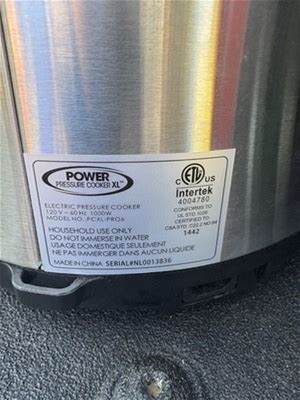 POWER
PRESSURE COOKER XL™
C ETL US
Intertek
4004780
CONFORMS TO
UL STD. 1026
CERTIFIED TO
CSA STD. C22.2 NO.64
1442
ELECTRIC PRESSURE COOKER
120 V ~ 60 Hz 1000W
MODEL NO.:PCXL-PRO6
HOUSEHOLD USE ONLY
DO NOT IMMERSE IN WATER
USAGE DOMESTIQUE SEULEMENT
NE PAS IMMERGER DANS AUCUN LIQUIDE
MADE IN CHINA SERIAL#NL0013836